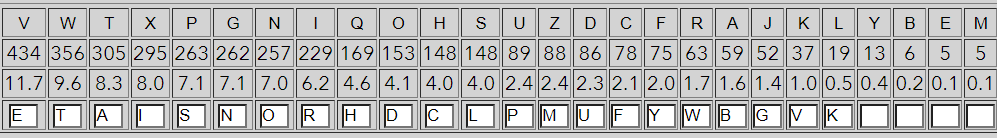 V W T X P G N I Q O H S U Z D C F R A J K L Y B E M
434 356 305 295 263 262 257 229 169 153 148 148 89 88 86 78 75 63 59 52 37 19 13 6 5 5
11.7 9.6 8.3 8.0 7.1 7.1 7.0 6.2 4.6 4.1 4.0 4.0 2.4 2.4 2.3 2.1 2.0 1.7 1.6 1.4 1.0 0.5 0.4 0.2 0.1 0.1
E T A I S N O R H D C L P M U F Y W B G V K